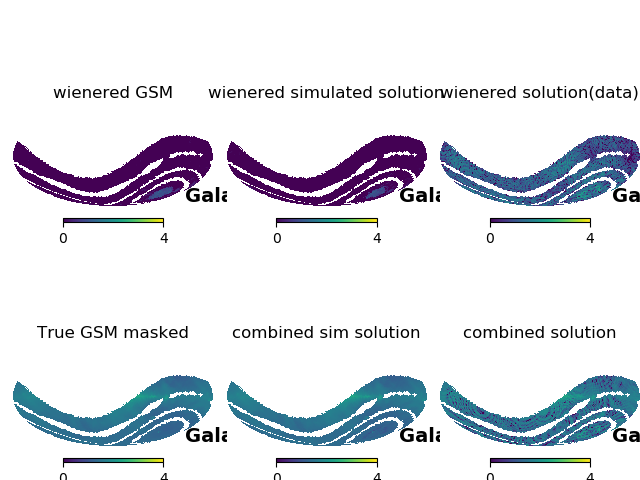 wienered GSM
wienered simulated solution
wienered solution(data)
Gala
Gala
Ga
0 4
0 4
0 4
True GSM masked
combined sim solution
combined solution
Gala
Gala
Ga
0 4
0 4
0 4